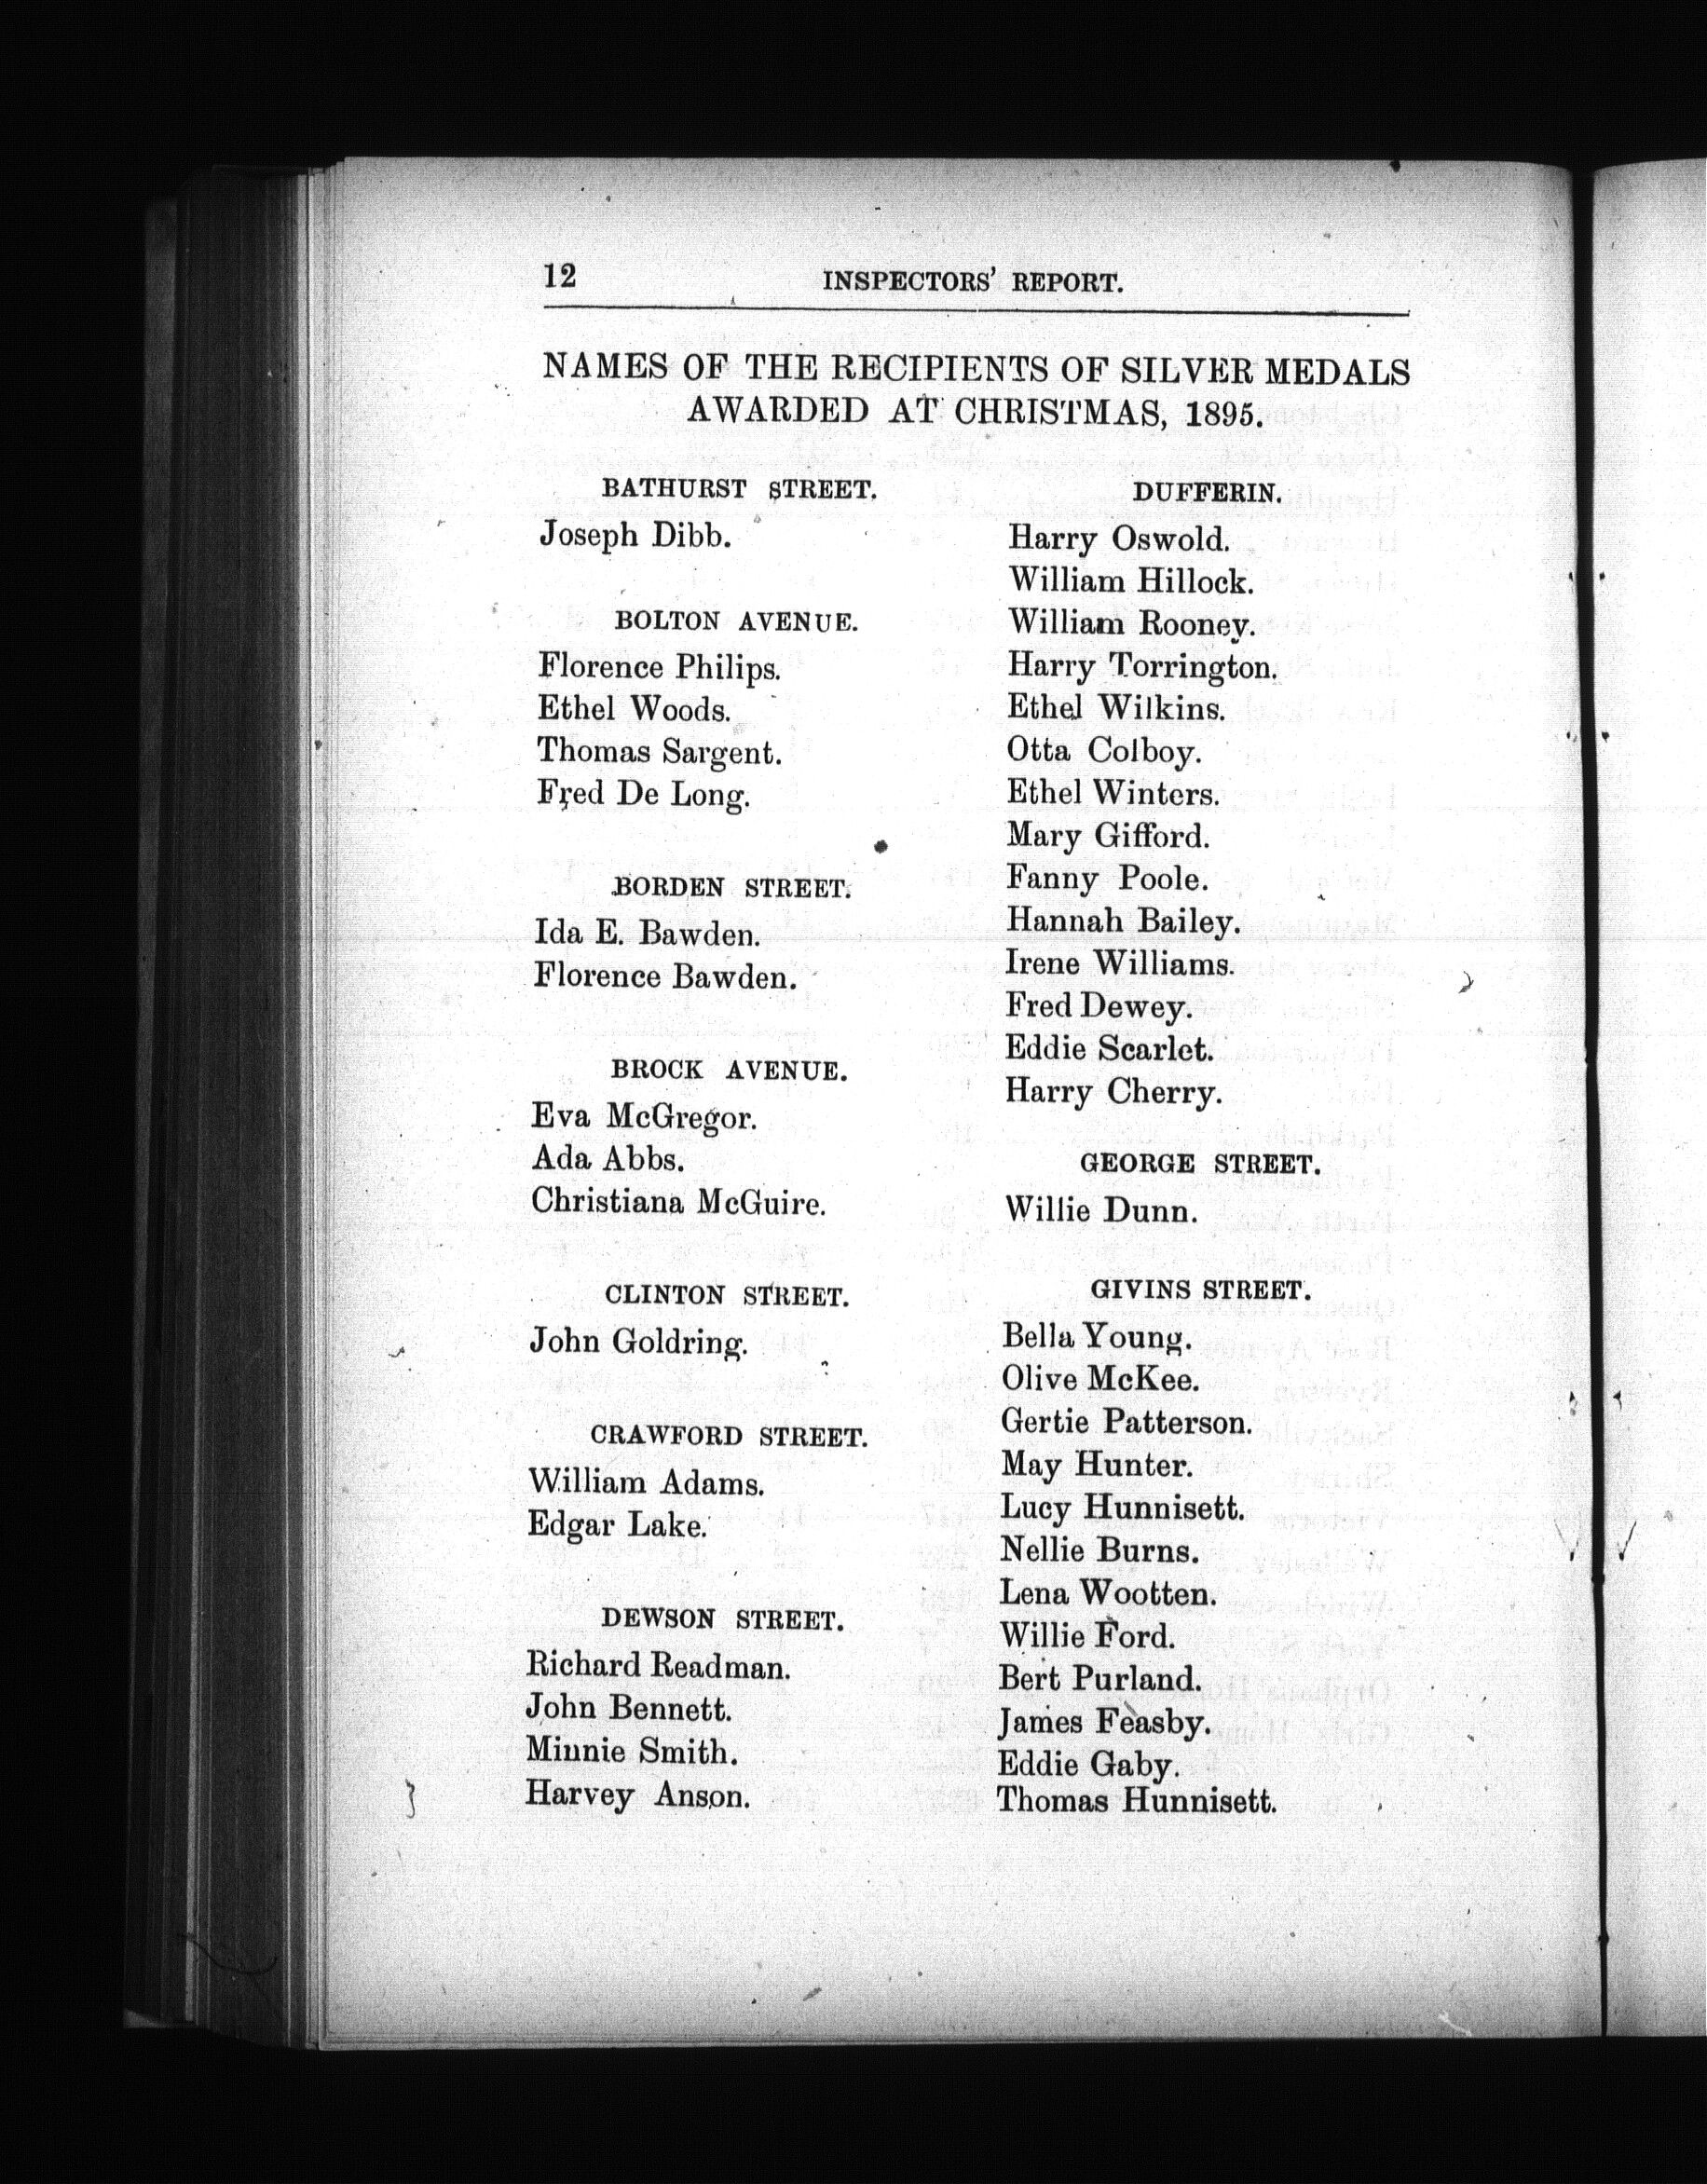 12
INSPECTORS' REPORT.
NAMES OF THE RECIPIENTS OF SILVER MEDALS
AWARDED AT CHRISTMAS, 1895.
BATHURST STREET.
Joseph Dibb.
BOLTON AVENUE.
Florence Philips.
Ethel Woods.
Thomas Sargent.
Fred De Long.
BORDEN STREET.
Ida E. Bawden.
Florence Bawden.
BROCK AVENUE.
Eva McGregor.
Ada Abbs.
Christiana McGuire.
CLINTON STREET.
John Goldring.
CRAWFORD STREET.
William Adams.
Edgar Lake.
DEWSON STREET.
Richard Readman.
John Bennett.
Minnie Smith.
Harvey Anson.
DUFFERIN.
Harry Oswold.
William Hillock.
William Rooney.
Harry Torrington.
Ethel Wilkins.
Otta Colboy.
Ethel Winters.
Mary Gifford.
Fanny Poole.
Hannah Bailey.
Irene Williams.
Fred Dewey.
Eddie Scarlet.
Harry Cherry.
GEORGE STREET.
Willie Dunn.
GIVINS STREET.
Bella Young.
Olive McKee.
Gertie Patterson.
May Hunter.
Lucy Hunnisett.
Nellie Burns.
Lena Wootten.
Willie Ford.
Bert Purland.
James Feasby.
Eddie Gaby.
Thomas Hunnisett.